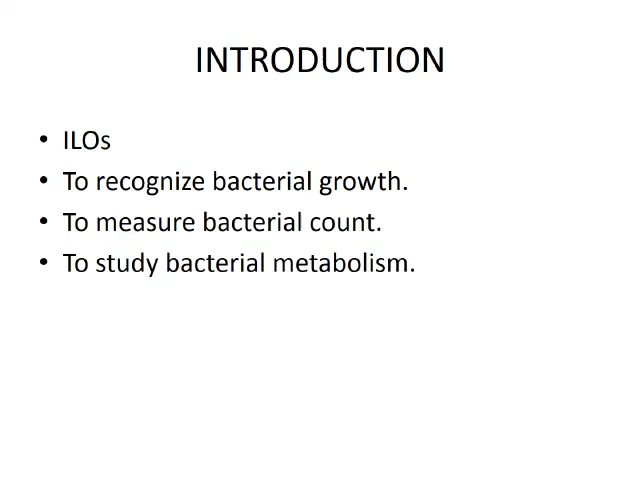 INTRODUCTION
• ILOs
• To recognize bacterial growth.
• To measure bacterial count.
• To study bacterial metabolism.